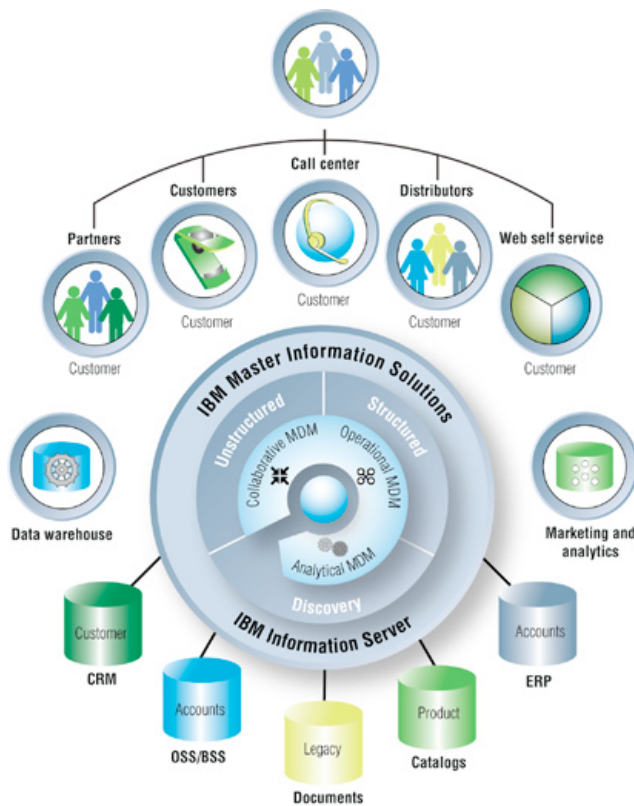 Call center
Customers
Distributors
Partners
Web self service
Customer
Customer
Customer
Customer
Customer
IBM Master Information Solutions
Unstructured
Structured
Collaborative MDM
Operational MDM
Analytical MDM
Discovery
IBM Information Server
Data warehouse
Marketing and
analytics
Customer
CRM
Accounts
OSS/BSS
Legacy
Documents
Product
Catalogs
Accounts
ERP